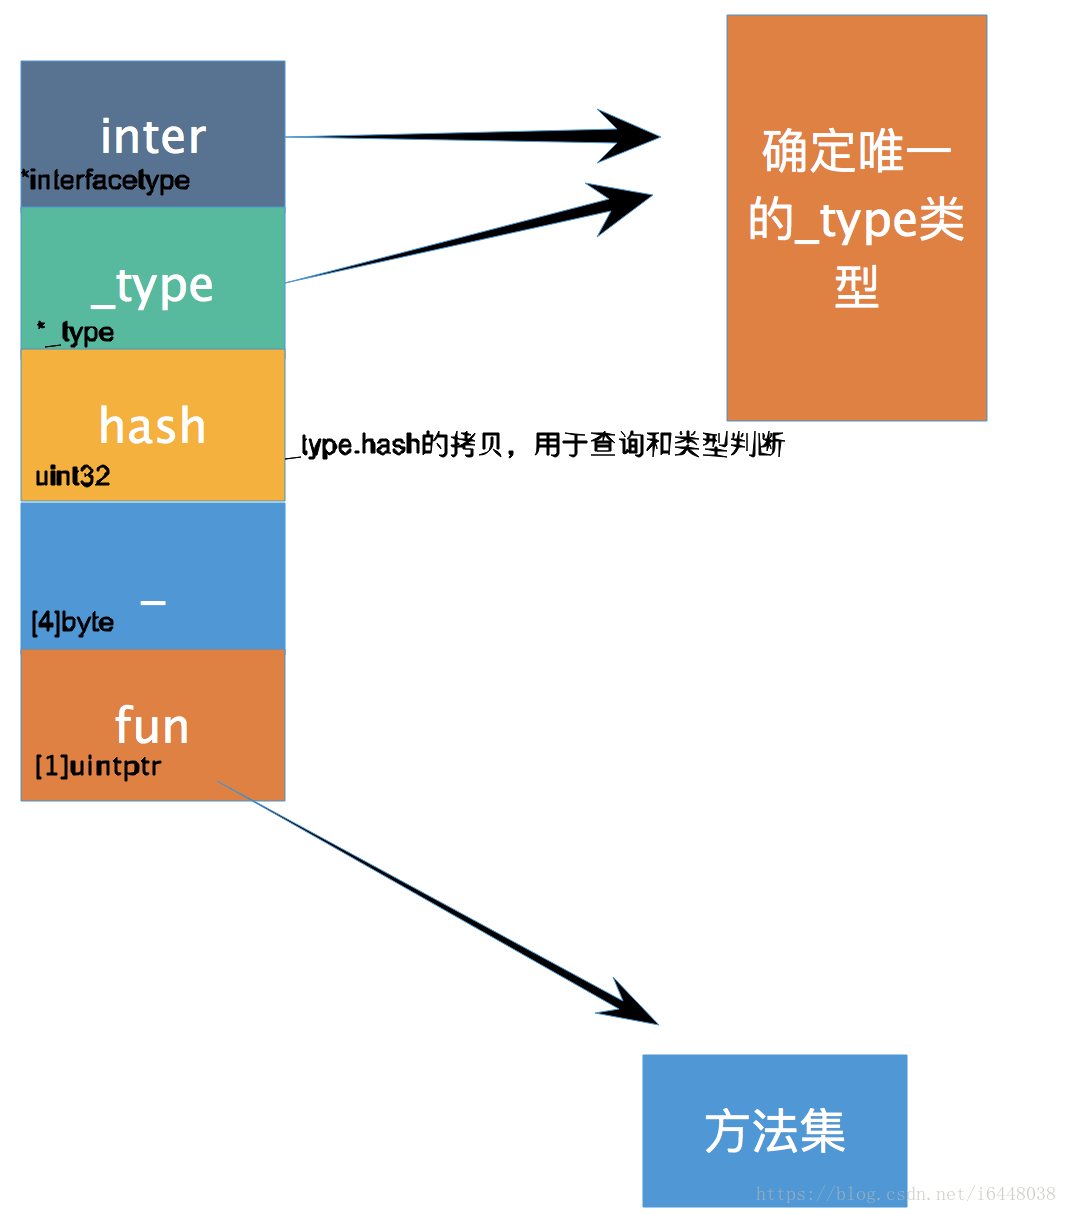 inter
*interfacetype
确定唯一
的_type类
型
_type
*_type
hash
uint32
_type.hash的拷贝，用于查询和类型判断
_
[4]byte
fun
[1]uintptr
方法集
https://blog.csdn.net/i6448038